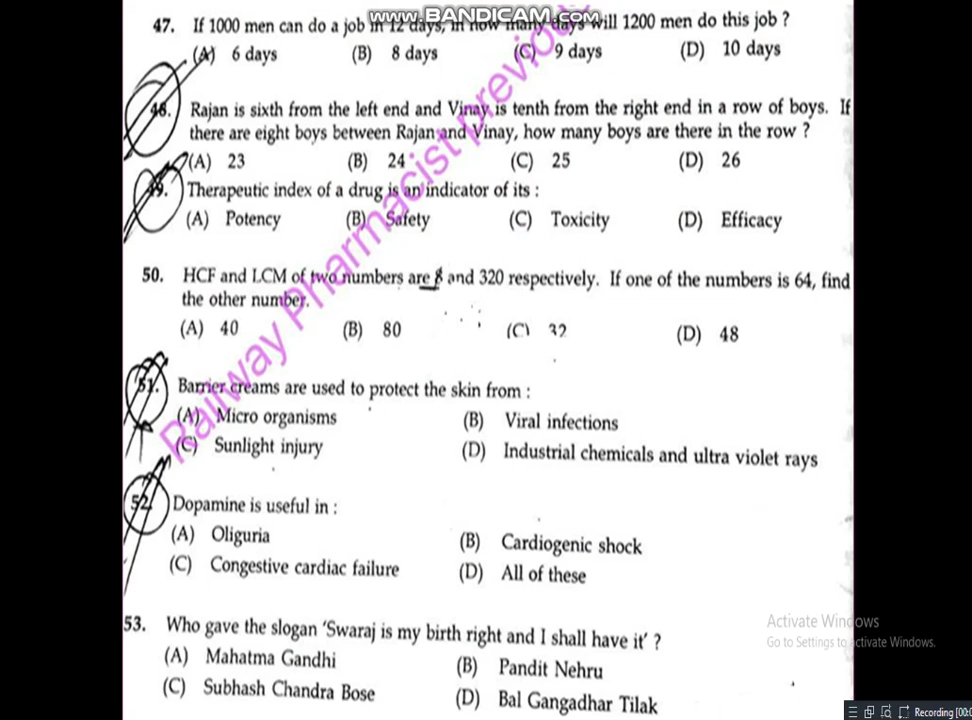 WWW.BANDICAM.COM
47. If 1000 men can do a job in 12 days, in how many days will 1200 men do this job ?
(A) 6 days (B) 8 days (C) 9 days (D) 10 days
48. Rajan is sixth from the left end and Vinay is tenth from the right end in a row of boys. If
there are eight boys between Rajan and Vinay, how many boys are there in the row ?
(A) 23 (B) 24 (C) 25 (D) 26
49. Therapeutic index of a drug is an indicator of its :
(A) Potency (B) Safety (C) Toxicity (D) Efficacy
50. HCF and LCM of two numbers are 8 and 320 respectively. If one of the numbers is 64, find
the other number.
(A) 40 (B) 80 (C) 32 (D) 48
51. Barrier creams are used to protect the skin from :
(A) Micro organisms (B) Viral infections
(C) Sunlight injury (D) Industrial chemicals and ultra violet rays
52. Dopamine is useful in :
(A) Oliguria (B) Cardiogenic shock
(C) Congestive cardiac failure (D) All of these
53. Who gave the slogan 'Swaraj is my birth right and I shall have it' ?
(A) Mahatma Gandhi (B) Pandit Nehru
(C) Subhash Chandra Bose (D) Bal Gangadhar Tilak
Railway Pharmacist previous
Activate Windows
Go to Settings to activate Windows.
Recording [00:0